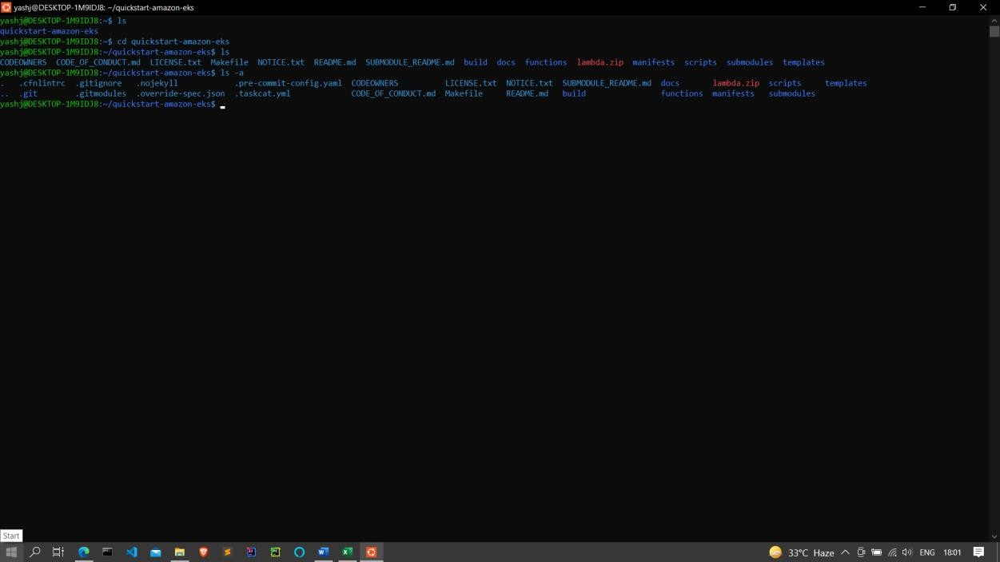 yashj@DESKTOP-1M9IDJ8: ~/quickstart-amazon-eks
yashj@DESKTOP-1M9IDJ8:~$ ls
quickstart-amazon-eks
yashj@DESKTOP-1M9IDJ8:~$ cd quickstart-amazon-eks
yashj@DESKTOP-1M9IDJ8:~/quickstart-amazon-eks$ ls
CODEOWNERS  CODE_OF_CONDUCT.md  LICENSE.txt  Makefile  NOTICE.txt  README.md  SUBMODULE_README.md  build  docs  functions  lambda.zip  manifests  scripts  submodules  templates
yashj@DESKTOP-1M9IDJ8:~/quickstart-amazon-eks$ ls -a
.   .cfnlintrc  .gitignore   .nojekyll            .pre-commit-config.yaml  CODEOWNERS          LICENSE.txt  NOTICE.txt  SUBMODULE_README.md  docs       lambda.zip  scripts     templates
..  .git        .gitmodules  .override-spec.json  .taskcat.yml             CODE_OF_CONDUCT.md  Makefile     README.md   build                functions  manifests   submodules
yashj@DESKTOP-1M9IDJ8:~/quickstart-amazon-eks$
Start
33°C Haze ENG 18:01